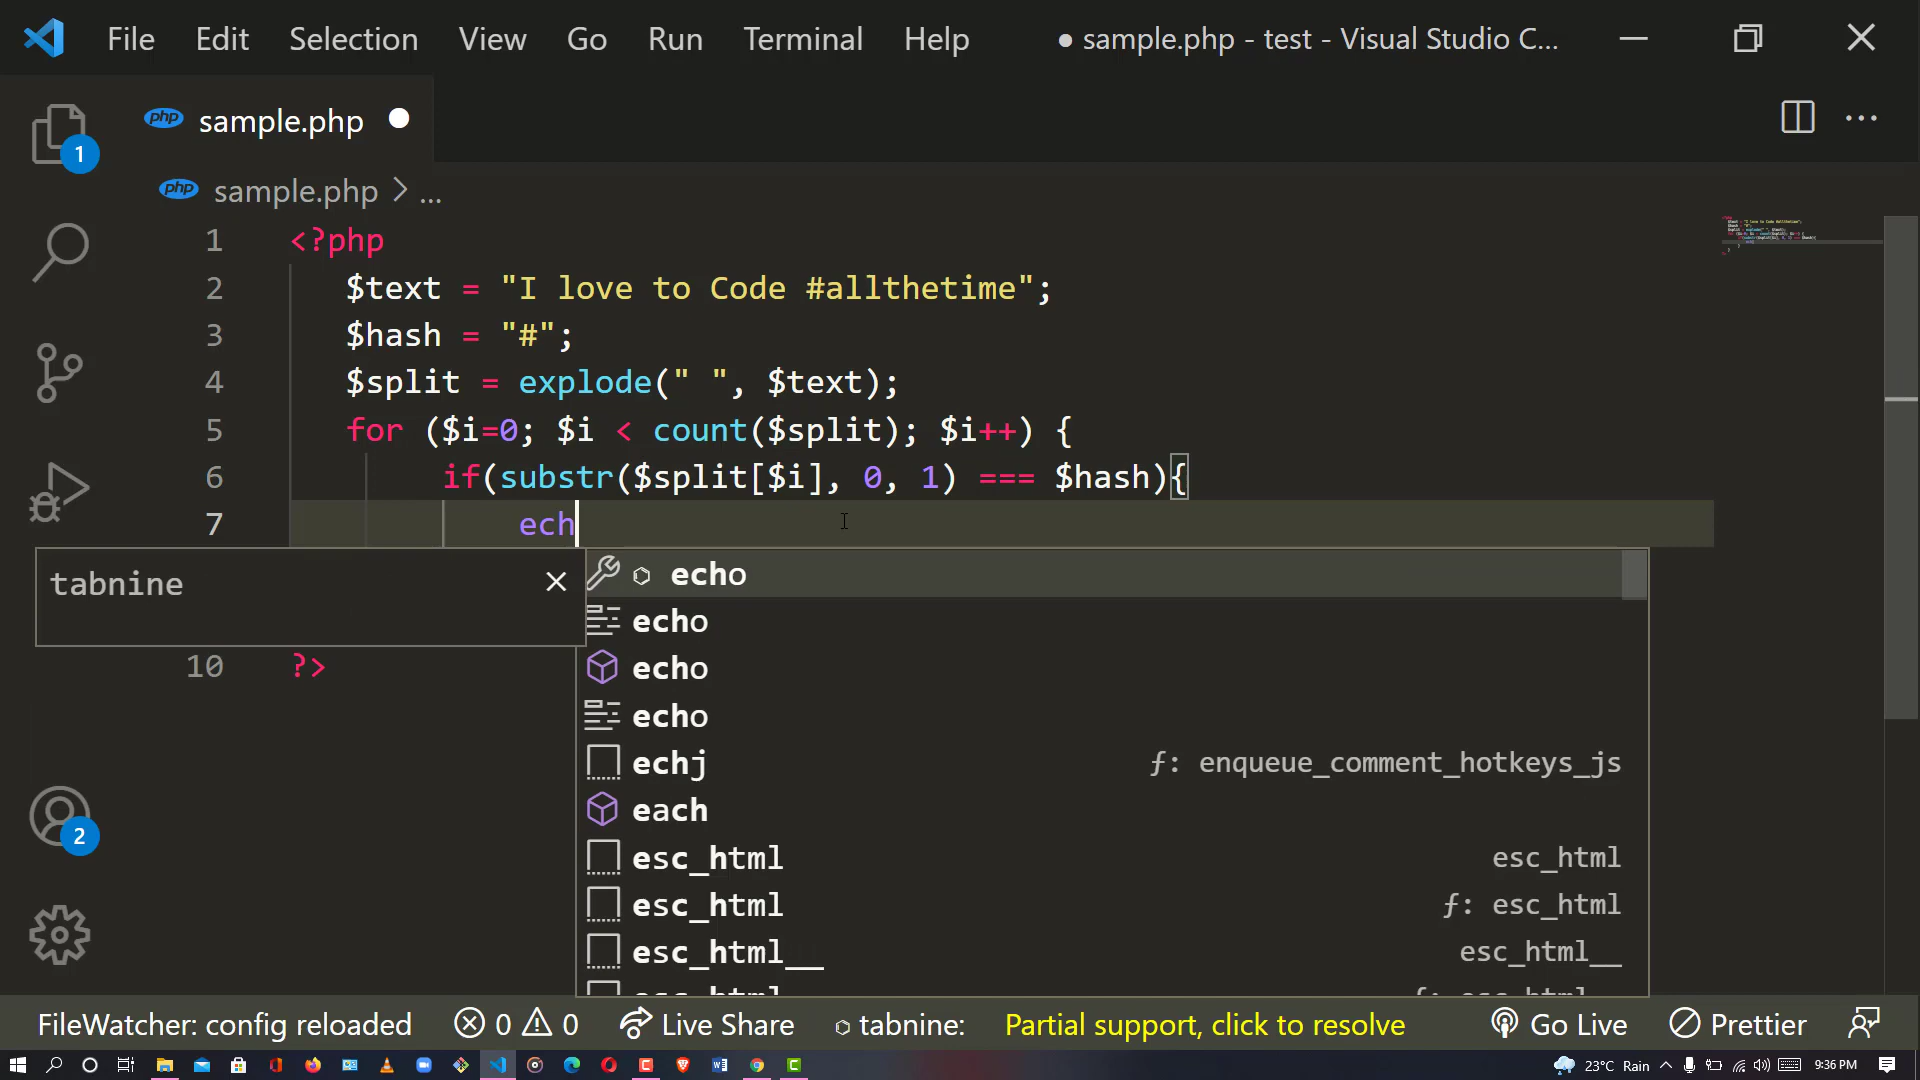 File Edit Selection View Go Run Terminal Help ● sample.php - test - Visual Studio C...
php sample.php
1
php sample.php > ...
1 <?php
2 $text = "I love to Code #allthetime";
3 $hash = "#";
4 $split = explode(" ", $text);
5 for ($i=0; $i < count($split); $i++) {
6 if(substr($split[$i], 0, 1) === $hash){
7 ech
tabnine
echo
echo
echo
echo
echj ƒ: enqueue_comment_hotkeys_js
each
esc_html esc_html
esc_html ƒ: esc_html
esc_html__ esc_html__
10 ?>
2
FileWatcher: config reloaded 0 0 Live Share tabnine: Partial support, click to resolve Go Live Prettier
23°C Rain 9:36 PM